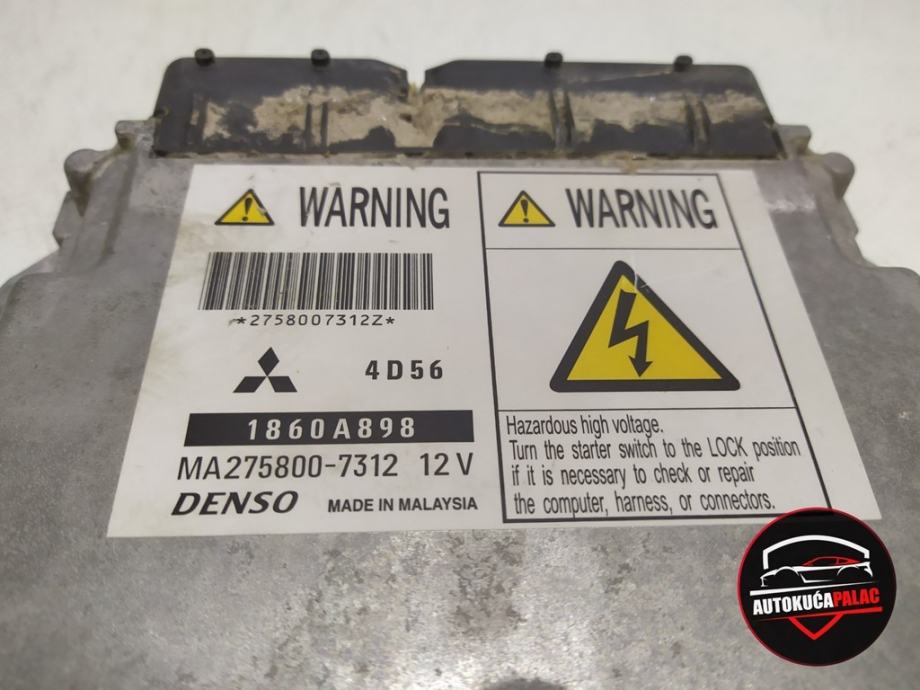 WARNING
*2758007312Z*
4D56
1860A898
MA275800-7312 12V
DENSO MADE IN MALAYSIA
WARNING
Hazardous high voltage.
Turn the starter switch to the LOCK position
if it is necessary to check or repair
the computer, harness, or connectors.
AUTOKUĆAPALAC